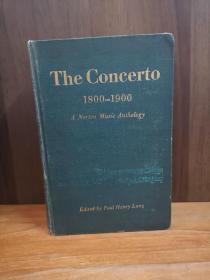 The Concerto
1800–1900
A Norton Music Anthology
Edited by Paul Henry Lang